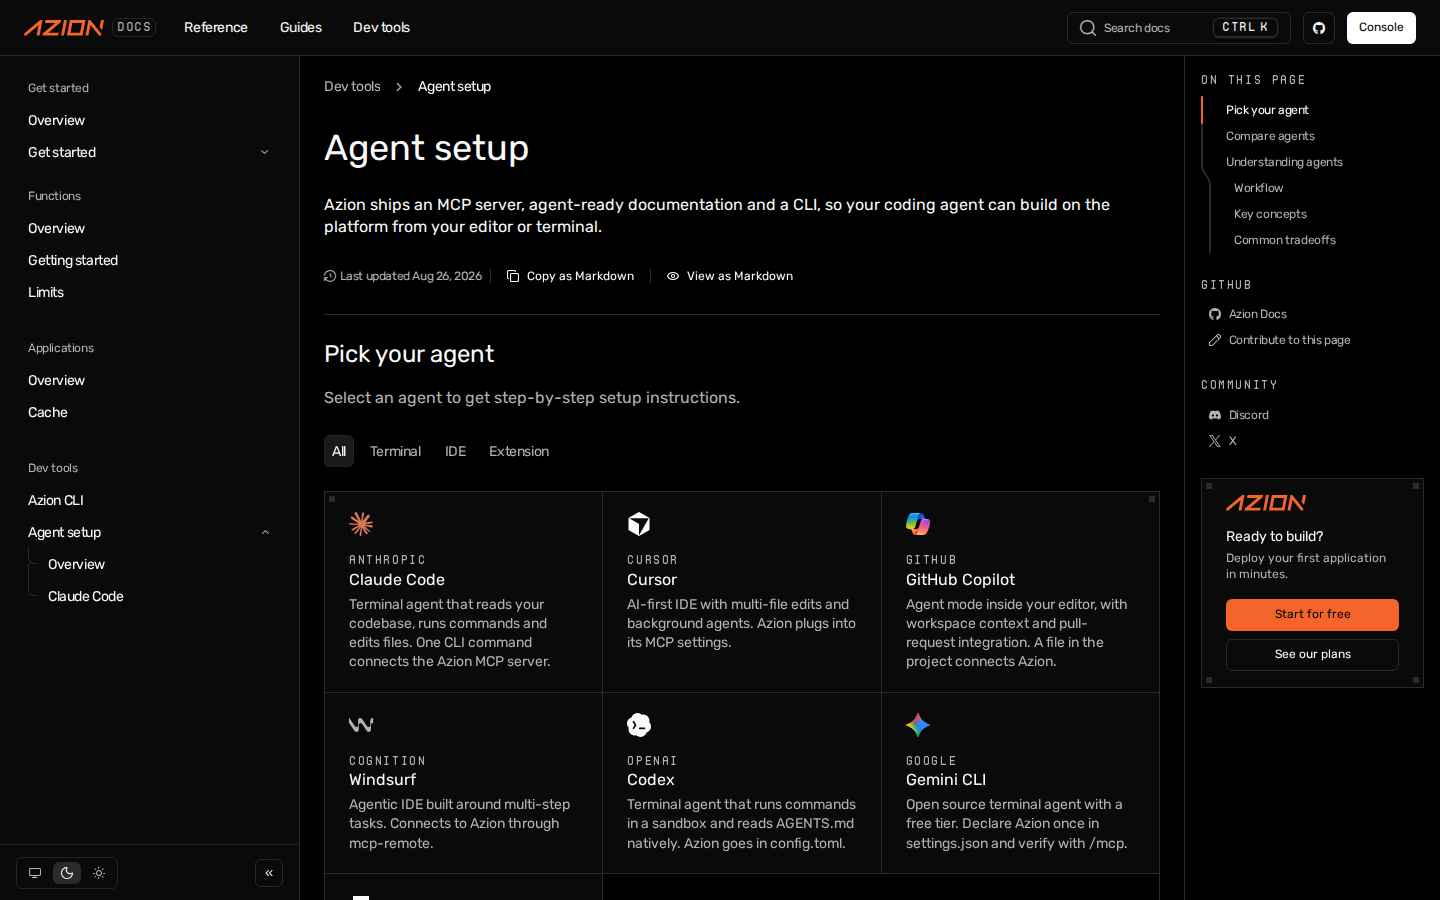 AZION DOCS
Reference
Guides
Dev tools
Search docs
CTRL K
Console
Get started
Overview
Get started
Functions
Overview
Getting started
Limits
Applications
Overview
Cache
Dev tools
Azion CLI
Agent setup
Overview
Claude Code
Dev tools
Agent setup
Agent setup
Azion ships an MCP server, agent-ready documentation and a CLI, so your coding agent can build on the
platform from your editor or terminal.
Last updated Aug 26, 2026
Copy as Markdown
View as Markdown
Pick your agent
Select an agent to get step-by-step setup instructions.
All
Terminal
IDE
Extension
ANTHROPIC
Claude Code
Terminal agent that reads your
codebase, runs commands and
edits files. One CLI command
connects the Azion MCP server.
CURSOR
Cursor
AI-first IDE with multi-file edits and
background agents. Azion plugs into
its MCP settings.
GITHUB
GitHub Copilot
Agent mode inside your editor, with
workspace context and pull-
request integration. A file in the
project connects Azion.
COGNITION
Windsurf
Agentic IDE built around multi-step
tasks. Connects to Azion through
mcp-remote.
OPENAI
Codex
Terminal agent that runs commands
in a sandbox and reads AGENTS.md
natively. Azion goes in config.toml.
GOOGLE
Gemini CLI
Open source terminal agent with a
free tier. Declare Azion once in
settings.json and verify with /mcp.
ON THIS PAGE
Pick your agent
Compare agents
Understanding agents
Workflow
Key concepts
Common tradeoffs
GITHUB
Azion Docs
Contribute to this page
COMMUNITY
Discord
X
AZION
Ready to build?
Deploy your first application
in minutes.
Start for free
See our plans